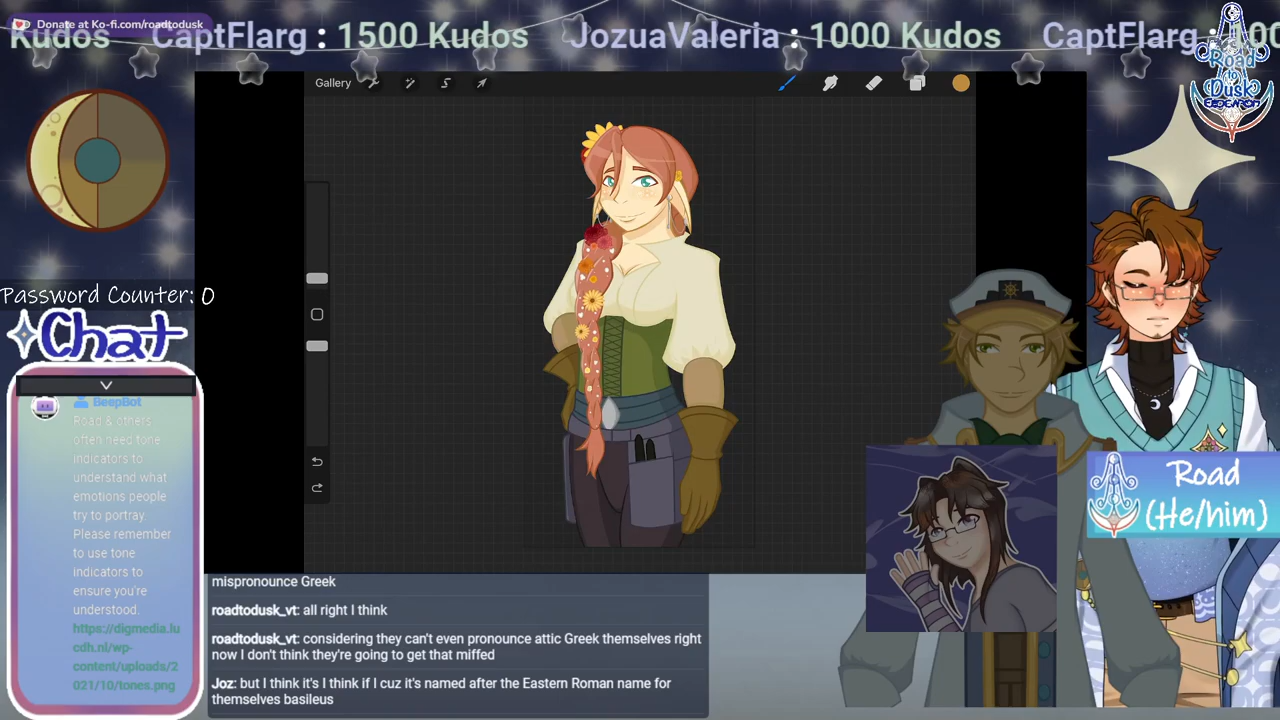 Donate at Ko-fi.com/roadtodusk
Kudos CaptFlarg : 1500 Kudos JozuaValeria : 1000 Kudos CaptFlarg :
Road
to
Dusk
Gallery
Password Counter: 0
Chat
BeepBot
Road & others
often need tone
indicators to
understand what
emotions people
try to portray.
Please remember
to use tone
indicators to
ensure you're
understood.
https://digmedia.lu
cdh.nl/wp-
content/uploads/2
021/10/tones.png
mispronounce Greek
roadtodusk_vt: all right I think
roadtodusk_vt: considering they can't even pronounce attic Greek themselves right
now I don't think they're going to get that miffed
Joz: but I think it's I think if I cuz it's named after the Eastern Roman name for
themselves basileus
Road
(He/him)